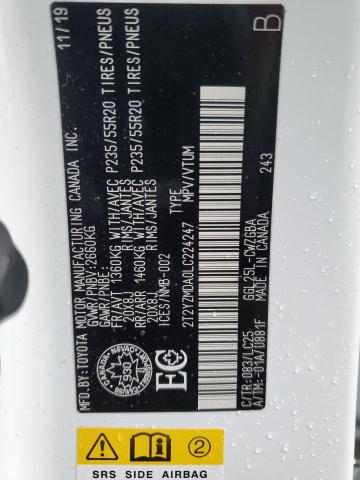 MFD.BY:TOYOTA MOTOR MANUFACTURING CANADA INC. 11/19
GVWR/PNBV:2660KG
GAWR/PNBE:
FR/AVT 1360KG WITH/AVEC P235/55R20 TIRES/PNEUS
20X8J RIMS/JANTES
RR/ARR 1460KG WITH/AVEC P235/55R20 TIRES/PNEUS
20X8J RIMS/JANTES
ICES/NMB-002 TYPE:
2T2YZMDA0LC224247 MPV/VTUM
EC
CANADA
930
B
GGL25L-CWZGBA
C/TR:083/LC25 243
A/TM:-01A/U881F
2
SRS SIDE AIRBAG